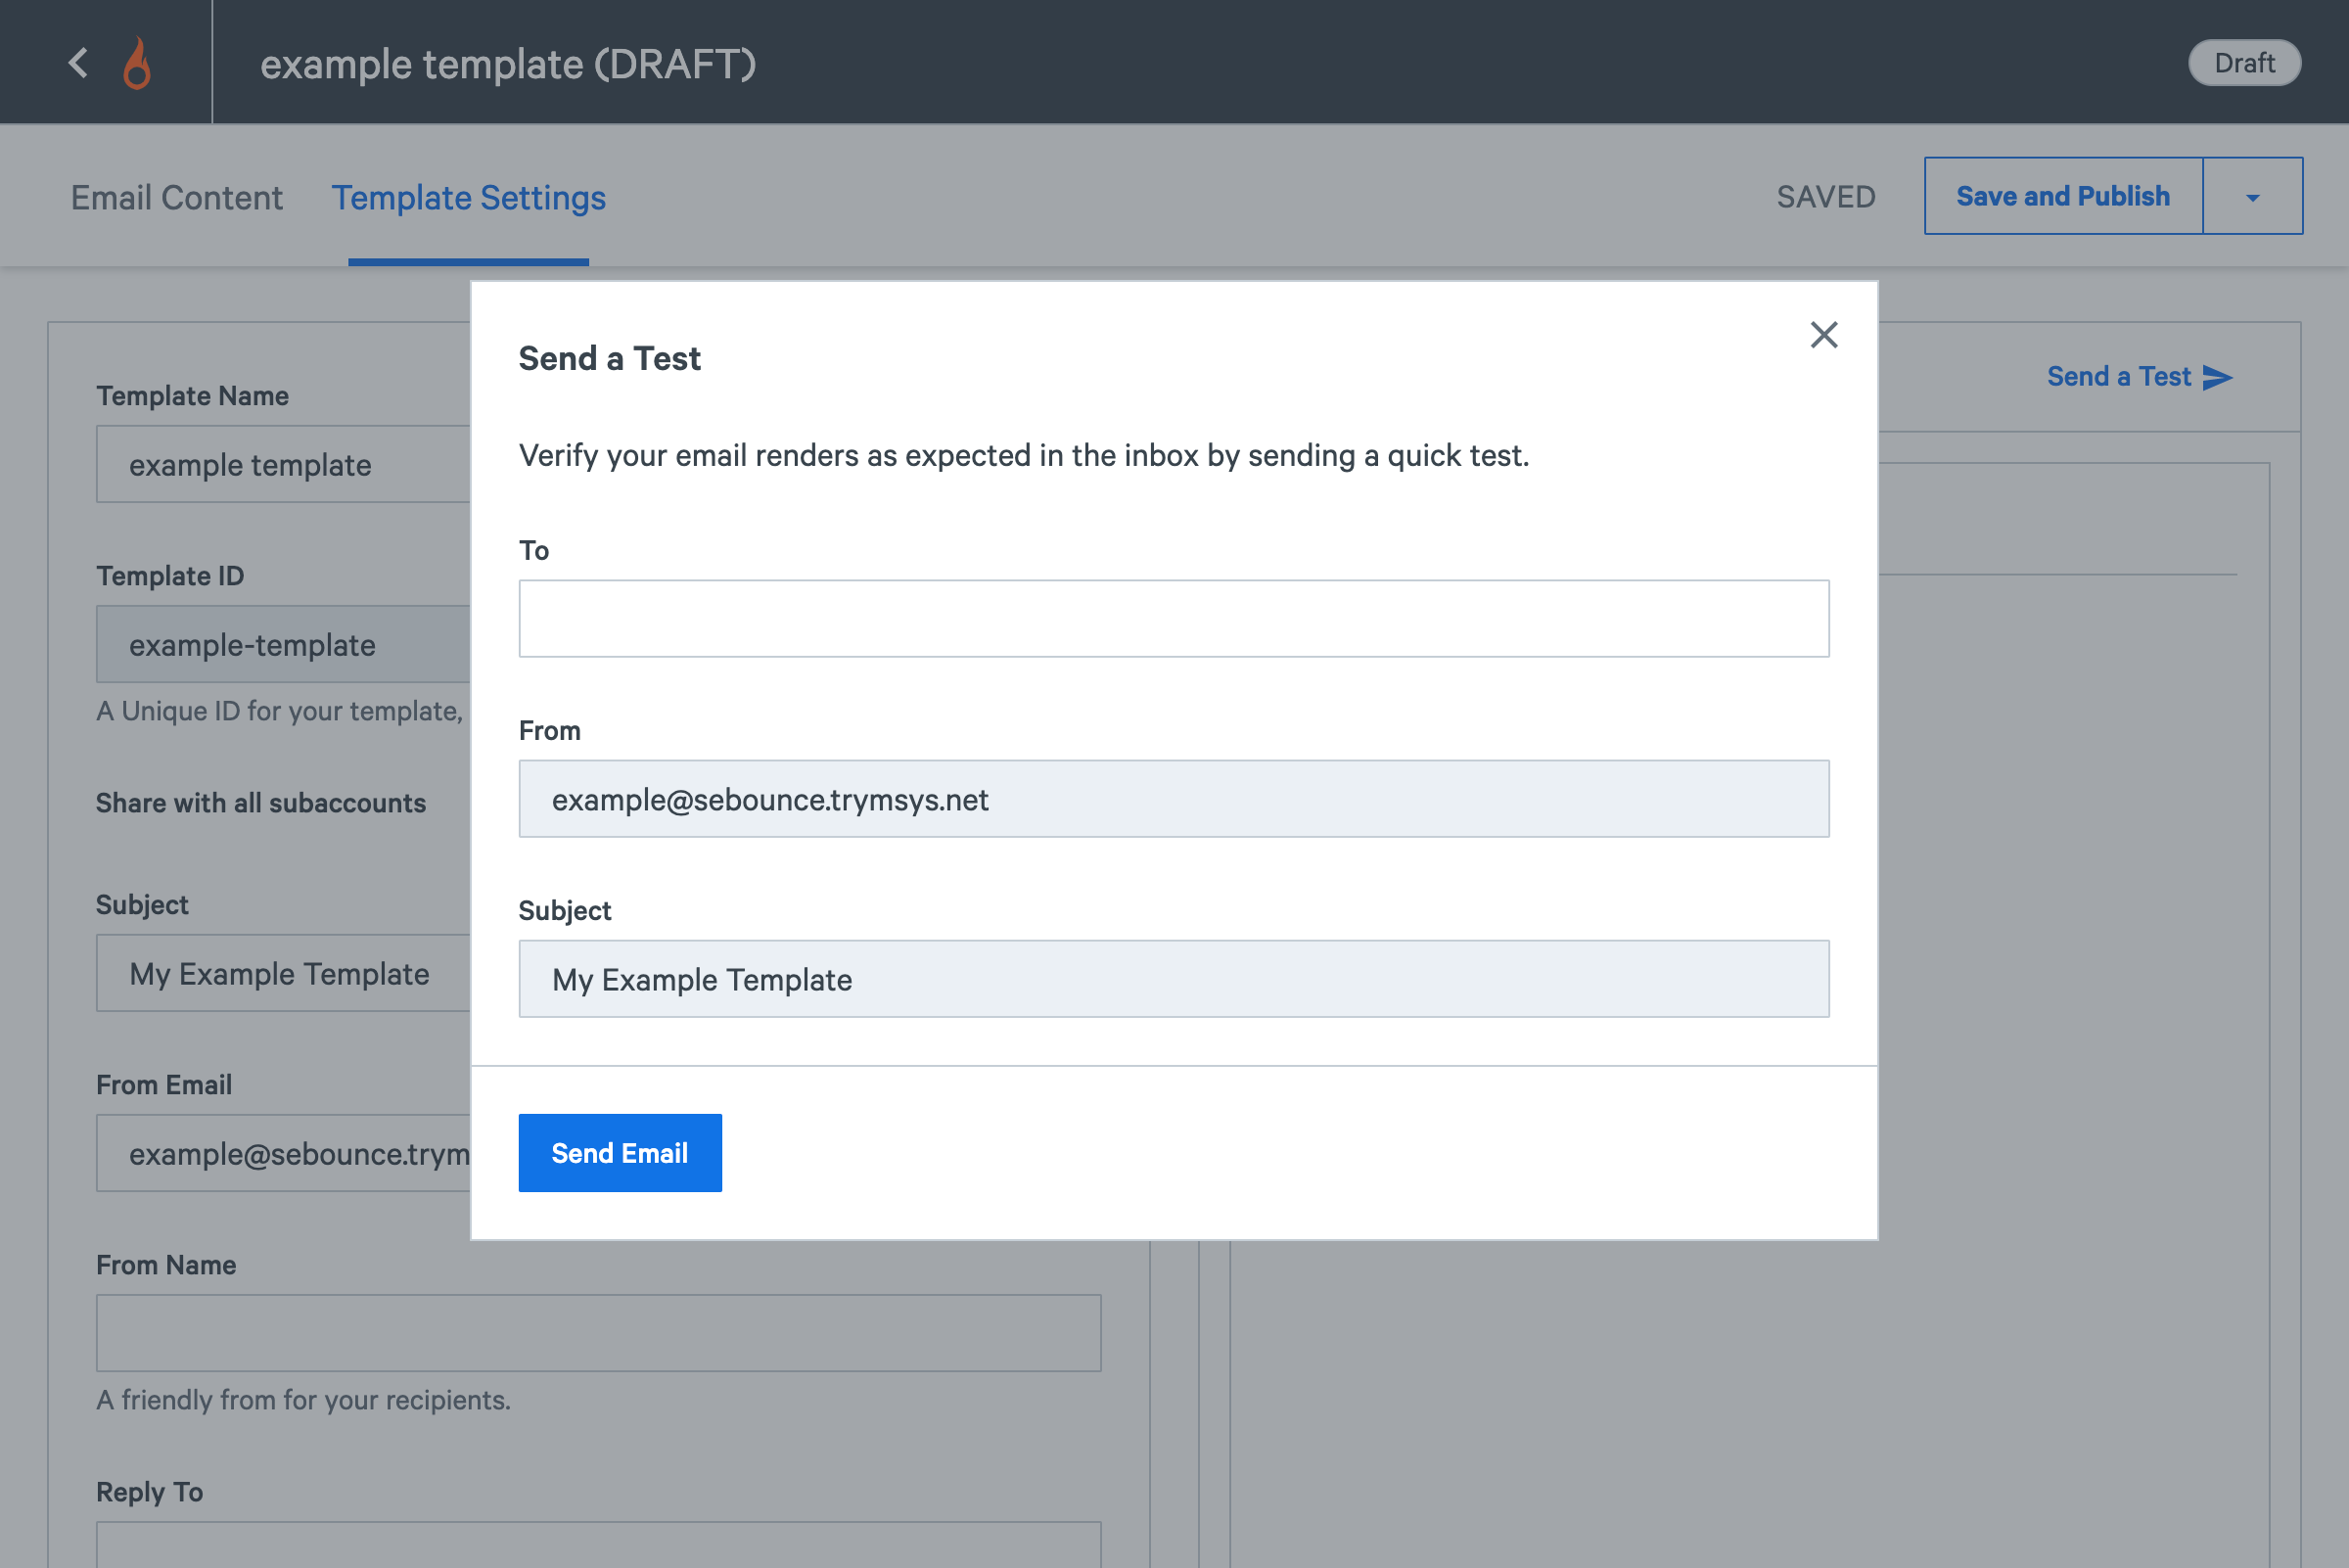 example template (DRAFT)
Draft
Email Content
Template Settings
SAVED
Save and Publish
Send a Test
Template Name
example template
Template ID
example-template
A Unique ID for your template,
Share with all subaccounts
Subject
My Example Template
From Email
example@sebounce.trym
From Name
A friendly from for your recipients.
Reply To
Send a Test
Verify your email renders as expected in the inbox by sending a quick test.
To
From
example@sebounce.trymsys.net
Subject
My Example Template
Send Email